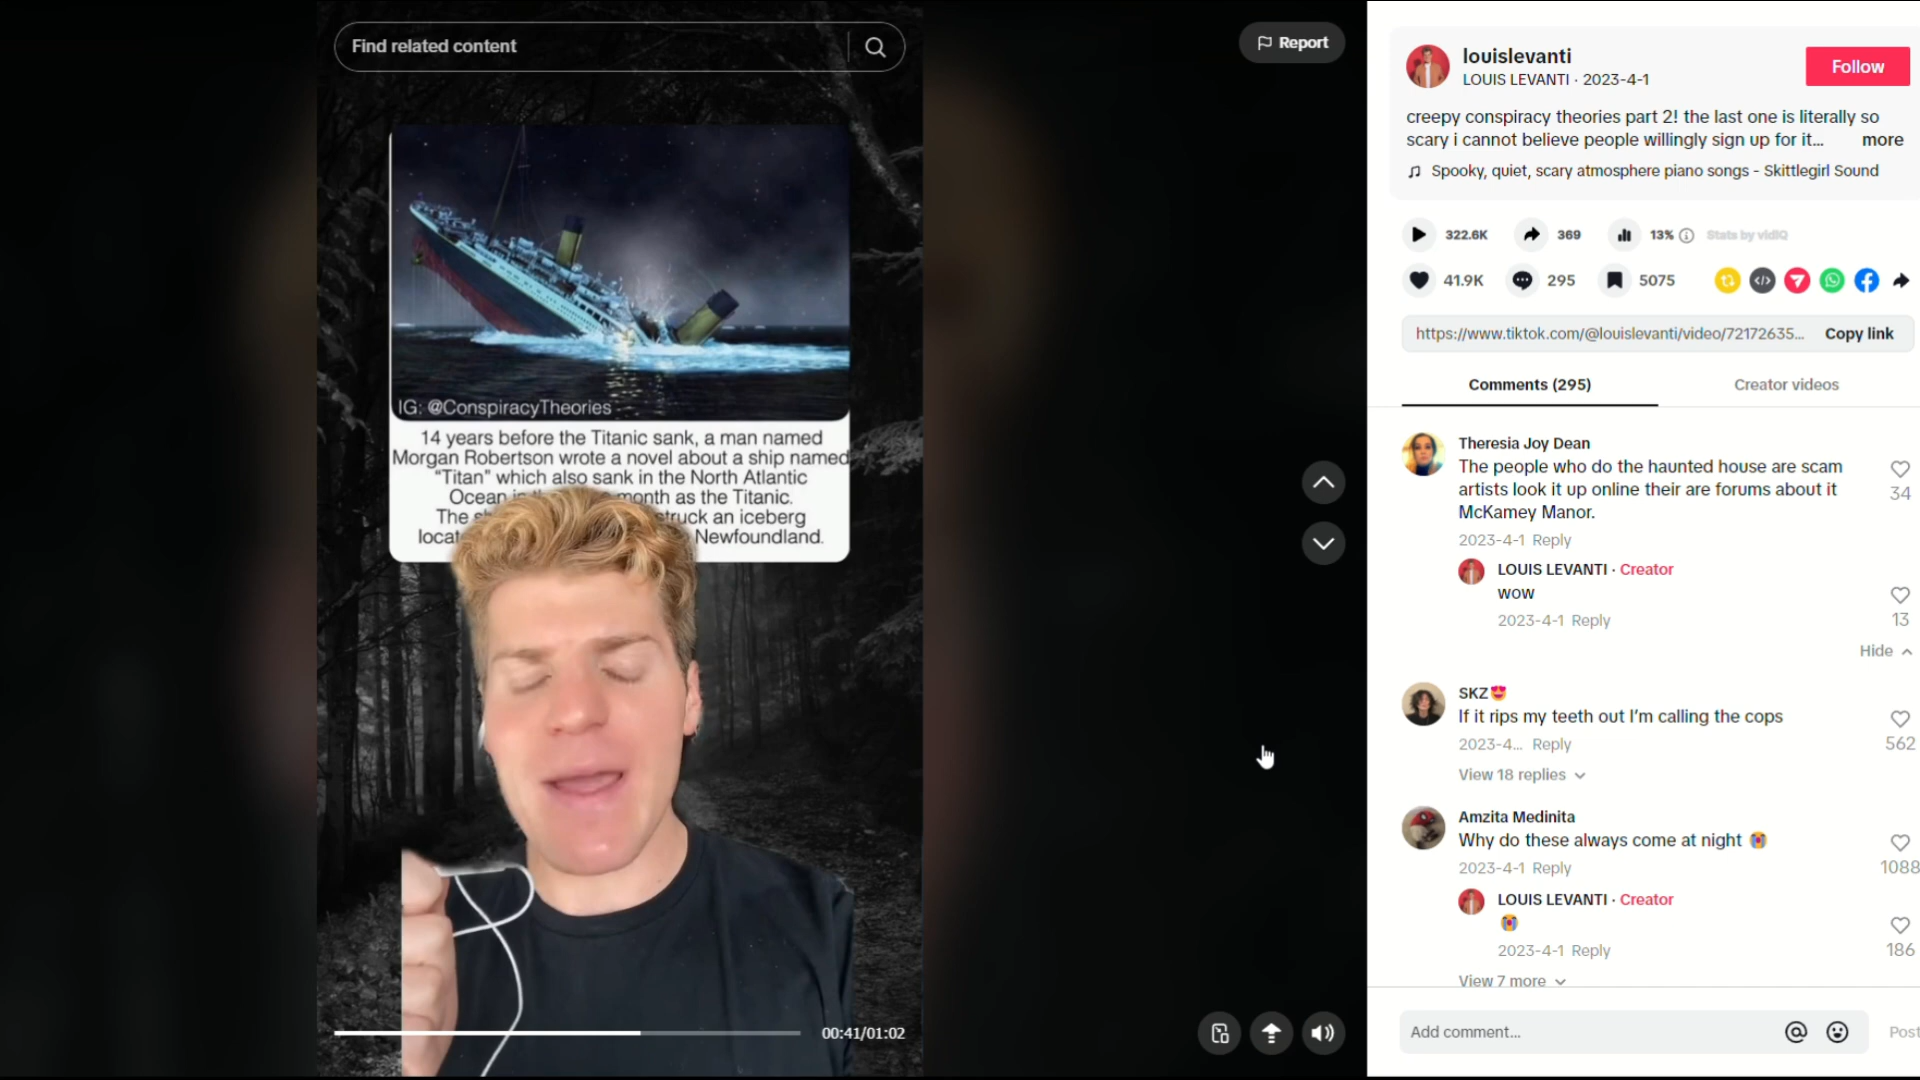 Find related content
Report
IG: @ConspiracyTheories
14 years before the Titanic sank, a man named
Morgan Robertson wrote a novel about a ship named
"Titan" which also sank in the North Atlantic
Ocean month as the Titanic.
The struck an iceberg
Newfoundland.
00:41/01:02
louislevanti
LOUIS LEVANTI · 2023-4-1
Follow
creepy conspiracy theories part 2! the last one is literally so
scary i cannot believe people willingly sign up for it... more
Spooky, quiet, scary atmosphere piano songs - Skittlegirl Sound
322.6K 369 13% Stats by vidIQ
41.9K 295 5075
https://www.tiktok.com/@louislevanti/video/72172635... Copy link
Comments (295) Creator videos
Theresia Joy Dean
The people who do the haunted house are scam
artists look it up online their are forums about it
McKamey Manor.
34
2023-4-1 Reply
LOUIS LEVANTI · Creator
wow
13
2023-4-1 Reply
Hide
SKZ😍
If it rips my teeth out I'm calling the cops
562
2023-4... Reply
View 18 replies
Amzita Medinita
Why do these always come at night 😭
1088
2023-4-1 Reply
LOUIS LEVANTI · Creator
😭
186
2023-4-1 Reply
View 7 more
Add comment... @ Post